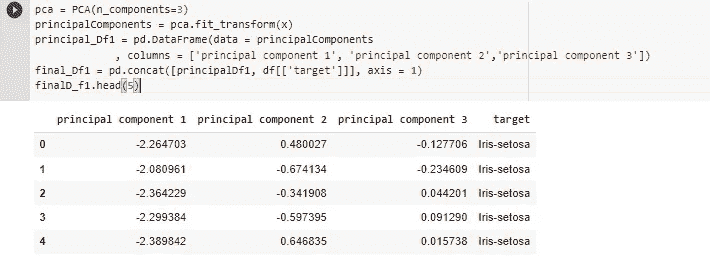 pca = PCA(n_components=3)
principalComponents = pca.fit_transform(x)
principal_Df1 = pd.DataFrame(data = principalComponents
, columns = ['principal component 1', 'principal component 2','principal component 3'])
final_Df1 = pd.concat([principalDf1, df[['target']]], axis = 1)
finalD_f1.head(5)
principal component 1 principal component 2 principal component 3 target
0 -2.264703 0.480027 -0.127706 Iris-setosa
1 -2.080961 -0.674134 -0.234609 Iris-setosa
2 -2.364229 -0.341908 0.044201 Iris-setosa
3 -2.299384 -0.597395 0.091290 Iris-setosa
4 -2.389842 0.646835 0.015738 Iris-setosa